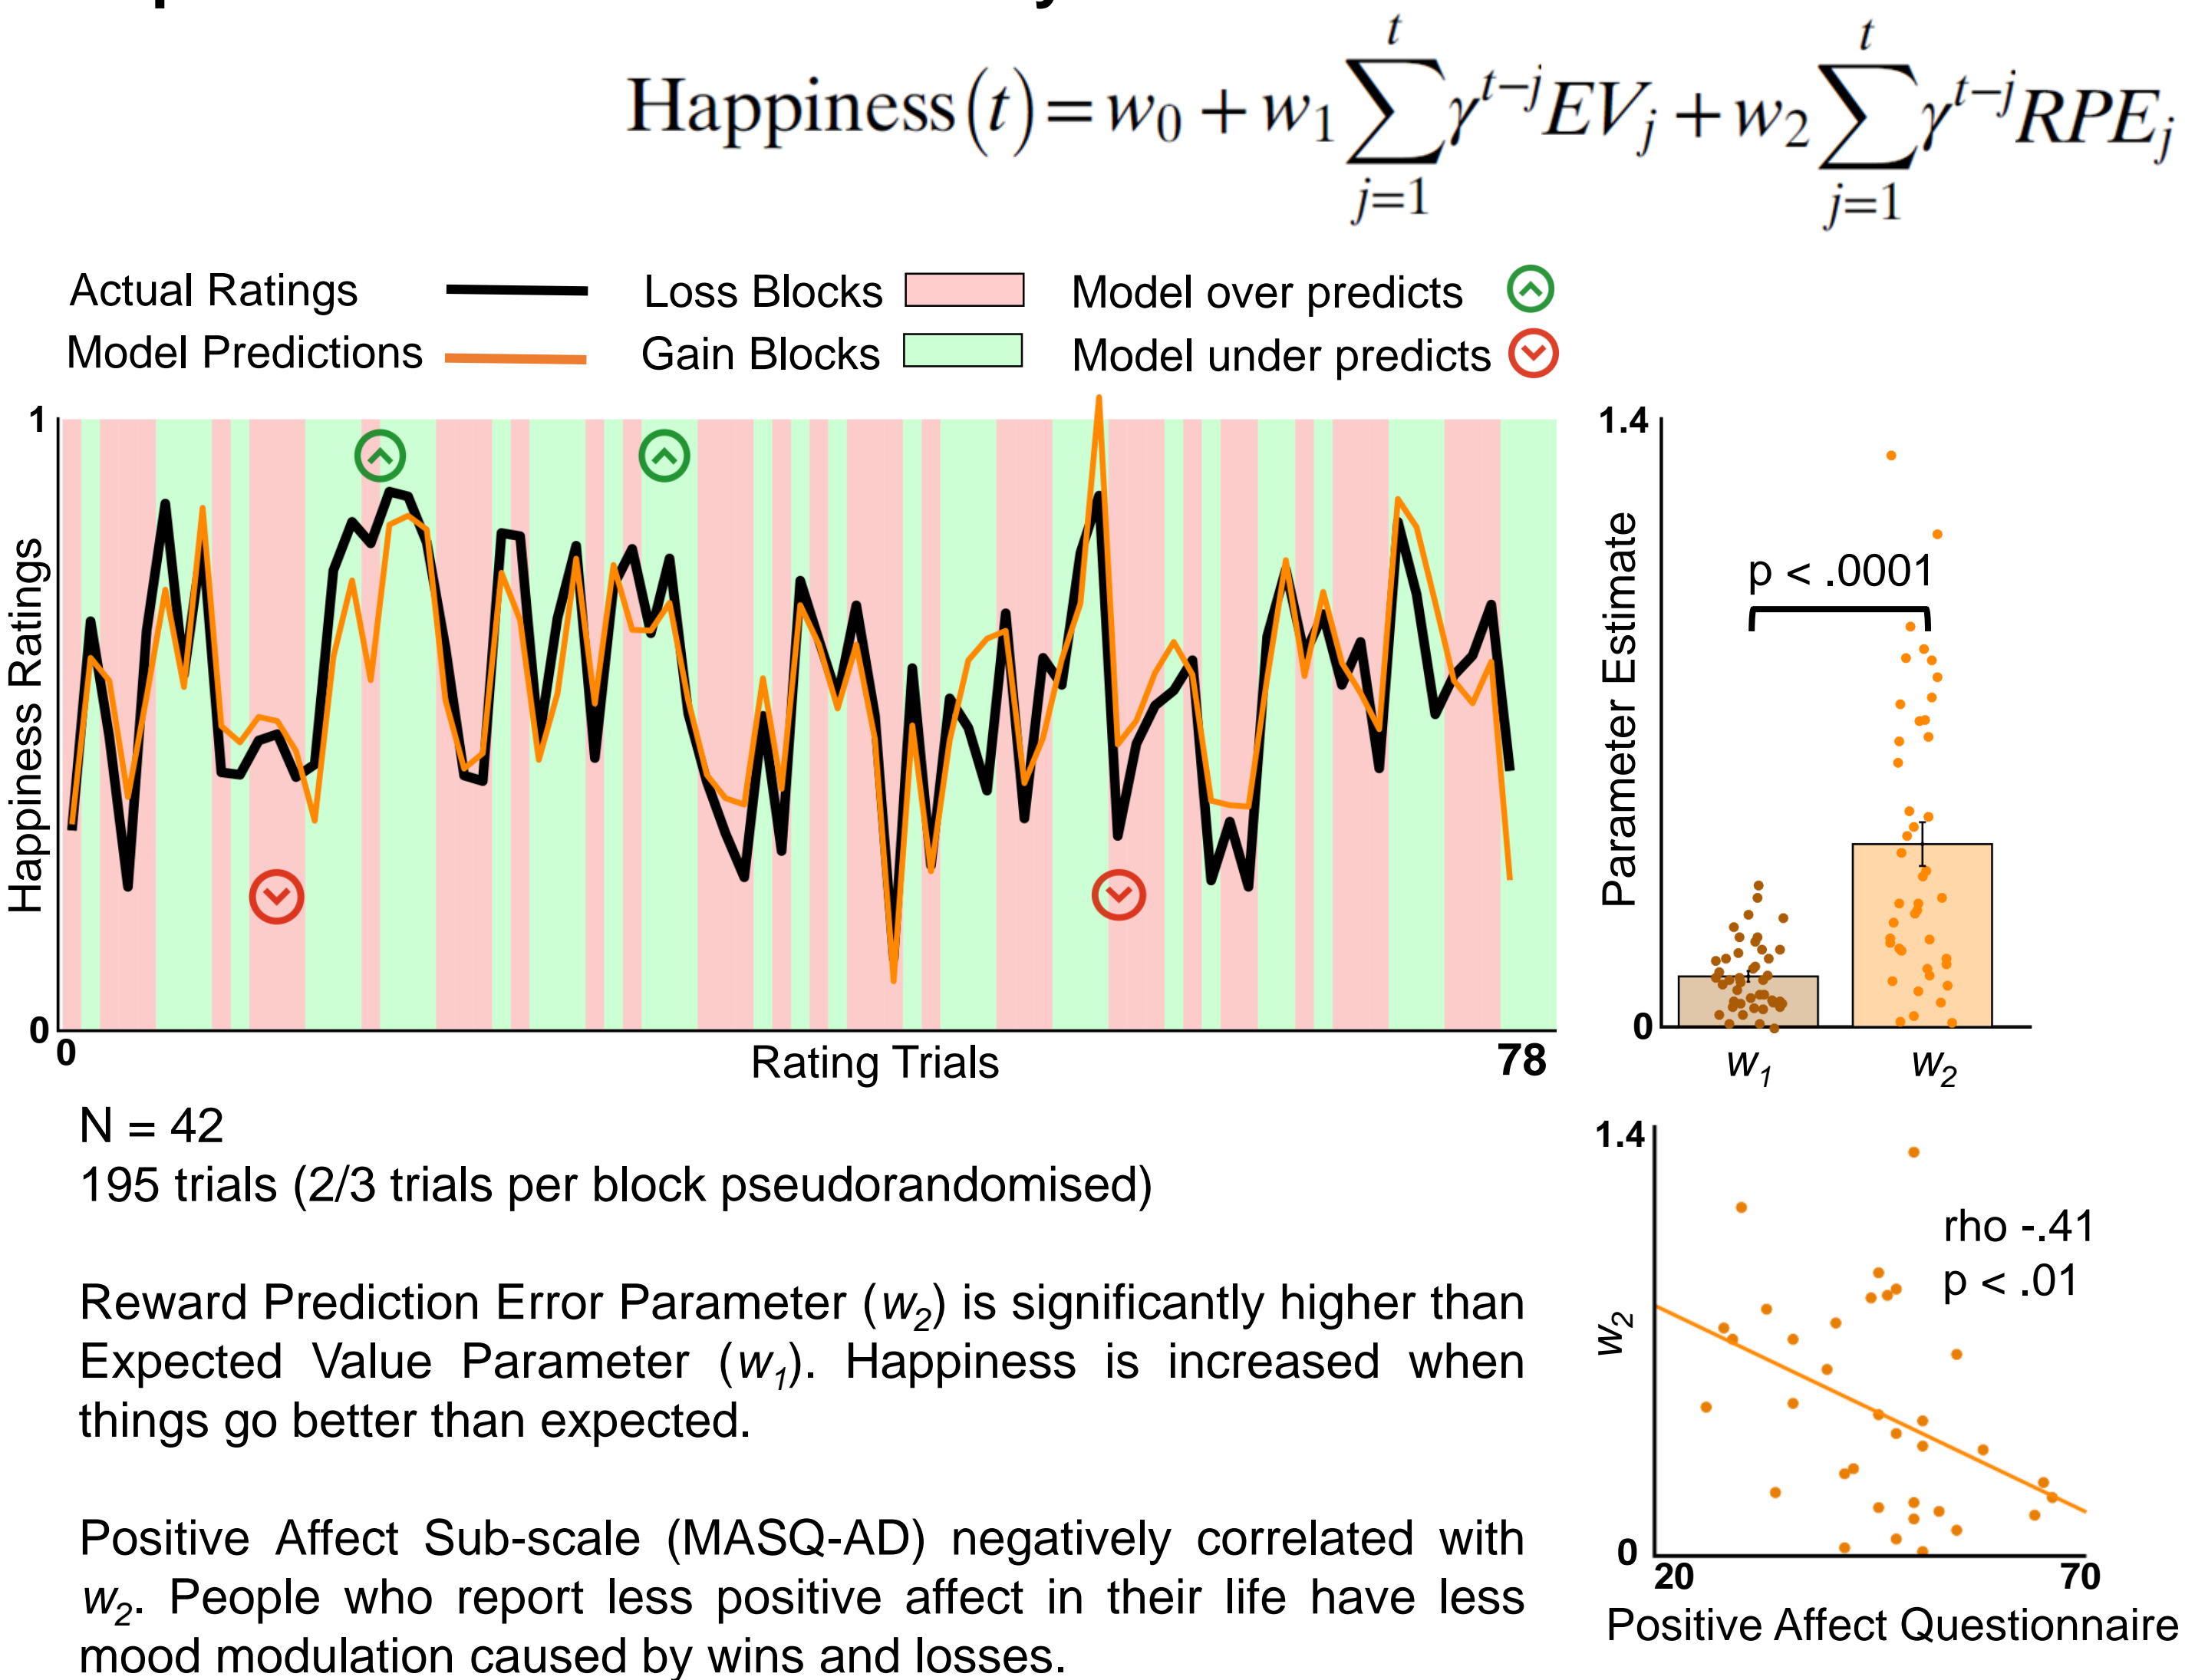 Happiness(t) = w₀ + w₁ ∑ⱼ₌₁ᵗ γᵗ⁻ʲ EVⱼ + w₂ ∑ⱼ₌₁ᵗ γᵗ⁻ʲ RPEⱼ
Actual Ratings
Loss Blocks
Model over predicts
Model Predictions
Gain Blocks
Model under predicts
1
Happiness Ratings
0
0
Rating Trials
78
1.4
Parameter Estimate
p < .0001
0
w₁
w₂
N = 42
195 trials (2/3 trials per block pseudorandomised)
Reward Prediction Error Parameter (w₂) is significantly higher than
Expected Value Parameter (w₁). Happiness is increased when
things go better than expected.
Positive Affect Sub-scale (MASQ-AD) negatively correlated with
w₂. People who report less positive affect in their life have less
mood modulation caused by wins and losses.
1.4
rho -.41
p < .01
w₂
0
20
70
Positive Affect Questionnaire